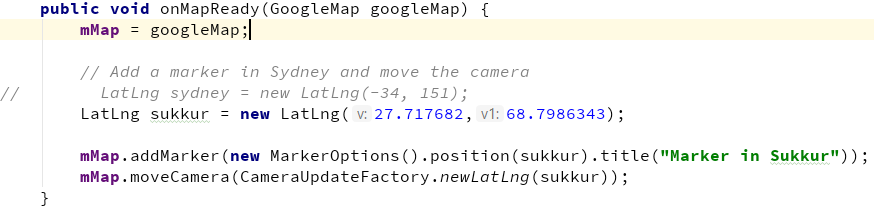 public void onMapReady(GoogleMap googleMap) {
mMap = googleMap;
// Add a marker in Sydney and move the camera
// LatLng sydney = new LatLng(-34, 151);
LatLng sukkur = new LatLng( v: 27.717682, v1: 68.7986343);
mMap.addMarker(new MarkerOptions().position(sukkur).title("Marker in Sukkur"));
mMap.moveCamera(CameraUpdateFactory.newLatLng(sukkur));
}